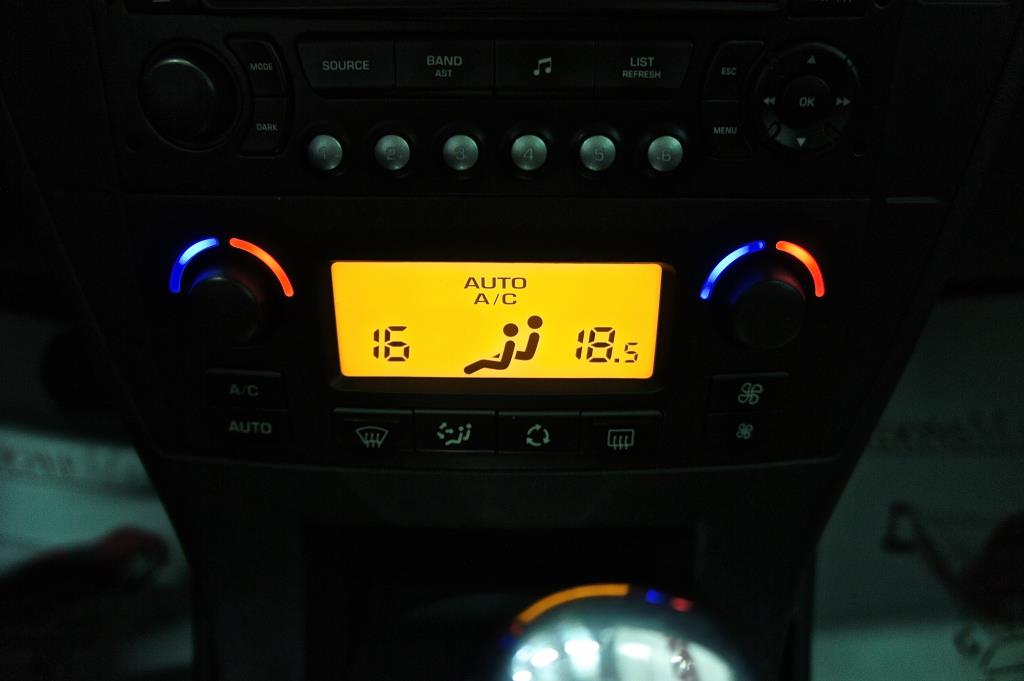 SOURCE
BAND
AST
LIST
REFRESH
MODE
DARK
ESC
MENU
OK
1 2 3 4 5 6
AUTO
A/C
16
18.5
A/C
AUTO